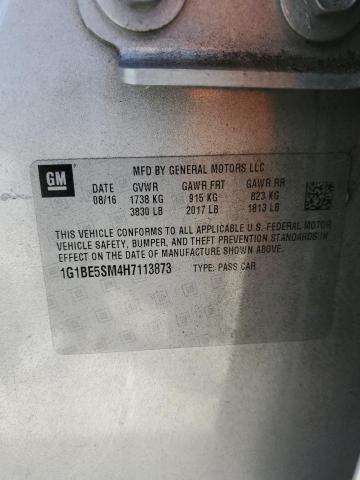 GM
MFD BY GENERAL MOTORS LLC
DATE GVWR GAWR FRT GAWR RR
08/16 1738 KG 915 KG 823 KG
3830 LB 2017 LB 1813 LB
THIS VEHICLE CONFORMS TO ALL APPLICABLE U.S. FEDERAL MOTOR
VEHICLE SAFETY, BUMPER, AND THEFT PREVENTION STANDARDS IN
EFFECT ON THE DATE OF MANUFACTURE SHOWN ABOVE.
1G1BE5SM4H7113873 TYPE: PASS CAR